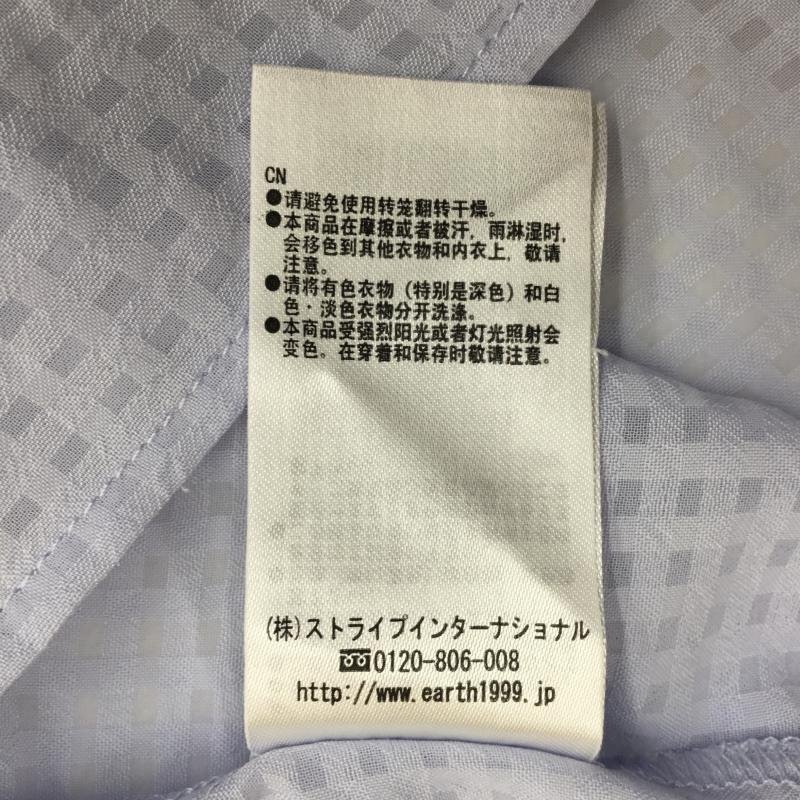 CN
●请避免使用转笼翻转干燥。
●本商品在摩擦或者被汗，雨淋湿时，
会移色到其他衣物和内衣上，敬请
注意。
●请将有色衣物（特别是深色）和白
色・淡色衣物分开洗涤。
●本商品受强烈阳光或者灯光照射会
变色。在穿着和保存时敬请注意。
(株)ストライプインターナショナル
0120-806-008
http://www.earth1999.jp